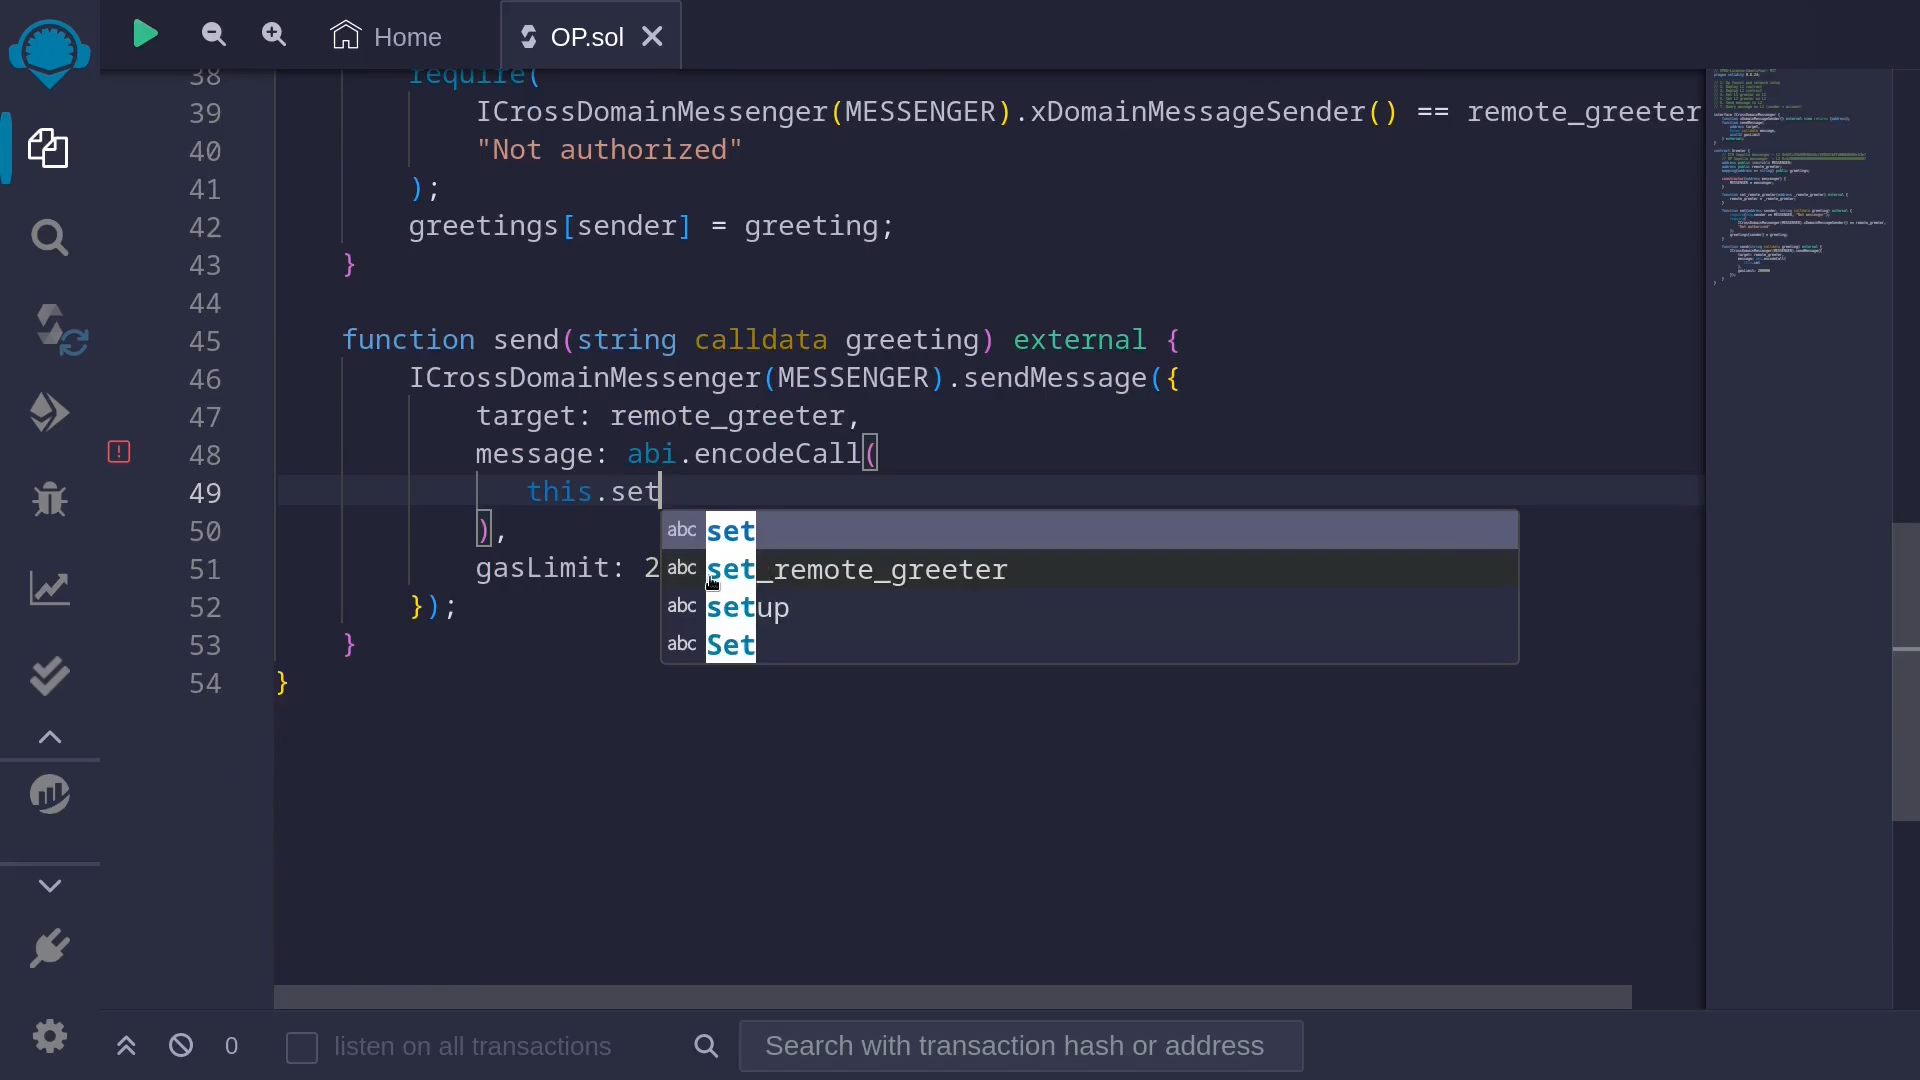 Home
OP.sol
38 require(
39 ICrossDomainMessenger(MESSENGER).xDomainMessageSender() == remote_greeter
40 "Not authorized"
41 );
42 greetings[sender] = greeting;
43 }
44
45 function send(string calldata greeting) external {
46 ICrossDomainMessenger(MESSENGER).sendMessage({
47 target: remote_greeter,
48 message: abi.encodeCall(
49 this.set
50 ),
51 gasLimit: 2
52 });
53 }
54 }
abc set
abc set_remote_greeter
abc setup
abc Set
0
listen on all transactions
Search with transaction hash or address